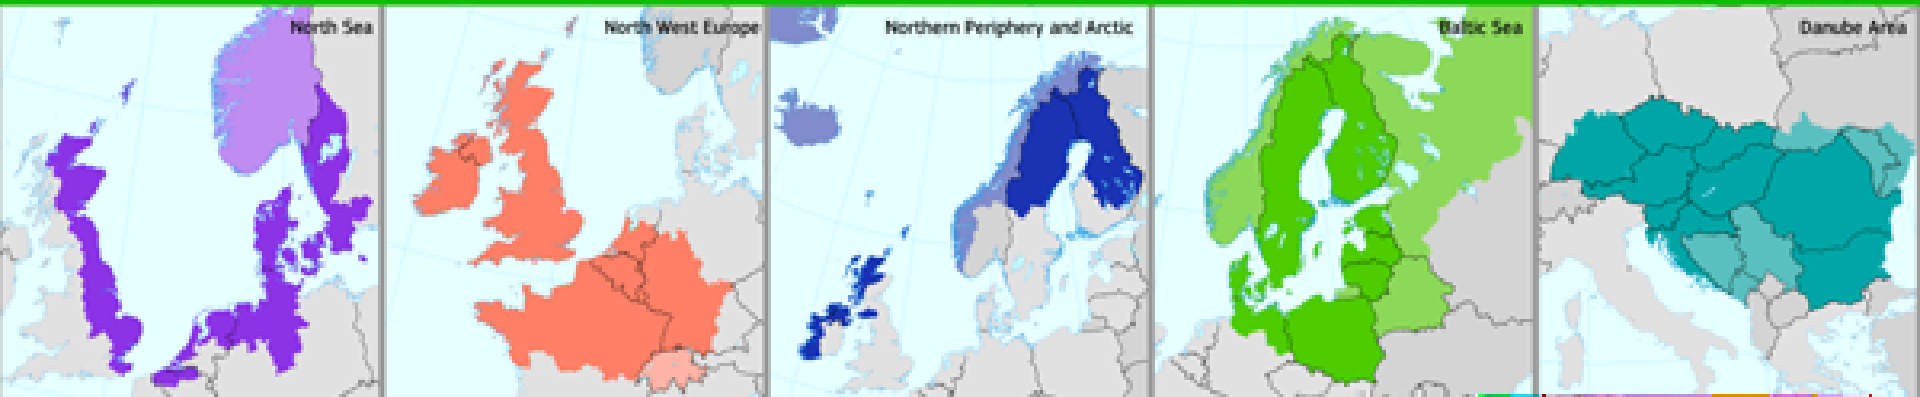 North Sea
North West Europe
Northern Periphery and Arctic
Baltic Sea
Danube Area